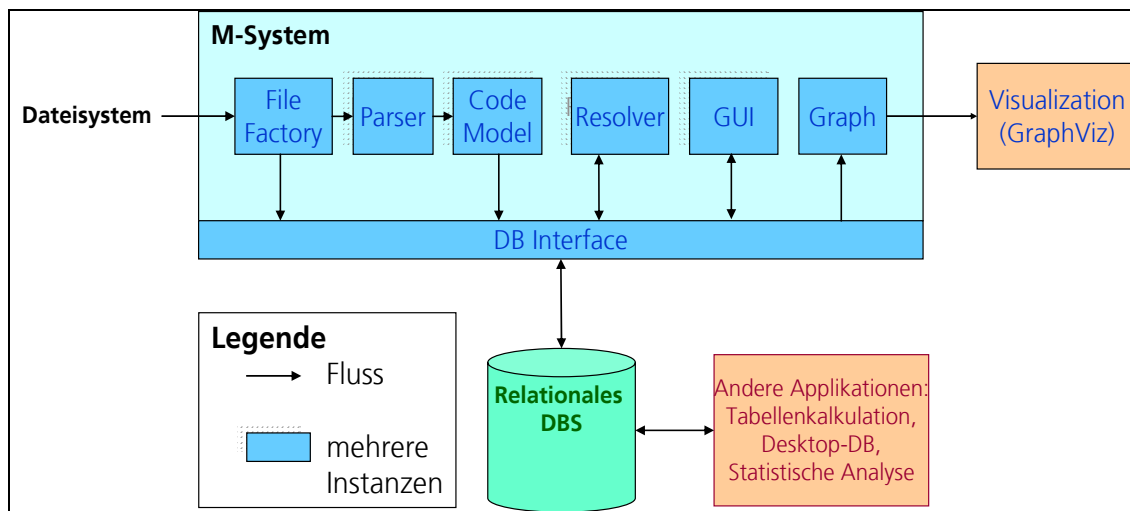 M-System
Dateisystem
File
Factory
Parser
Code
Model
Resolver
GUI
Graph
Visualization
(GraphViz)
DB Interface
Legende
Fluss
mehrere
Instanzen
Relationales
DBS
Andere Applikationen:
Tabellenkalkulation,
Desktop-DB,
Statistische Analyse